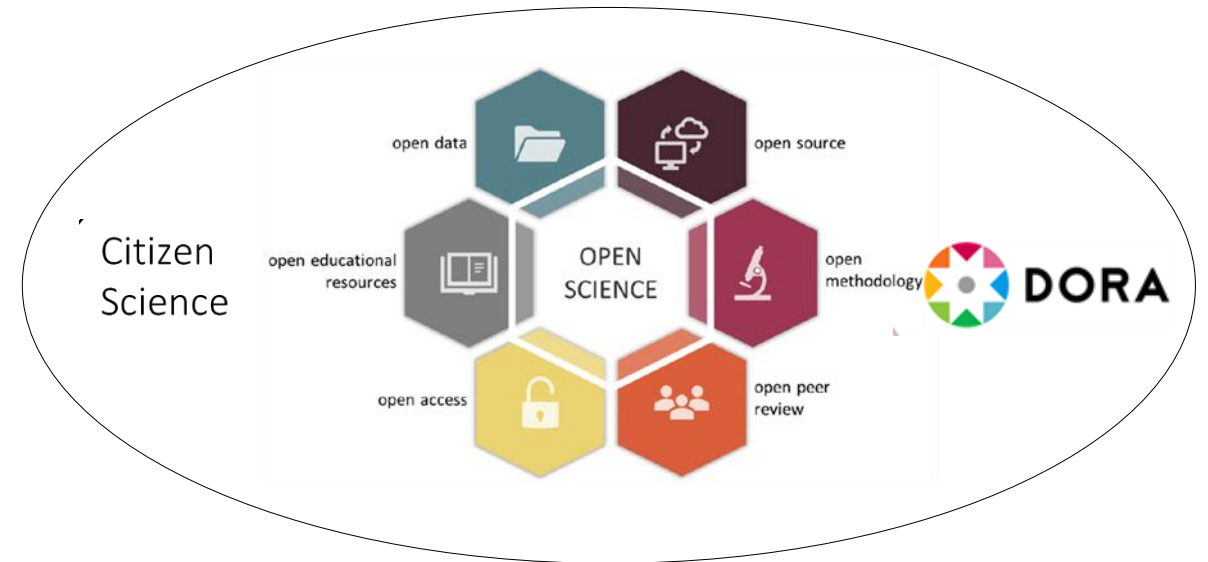 open data
open source
Citizen
Science
open educational
resources
OPEN
SCIENCE
open
methodology
DORA
open access
open peer
review